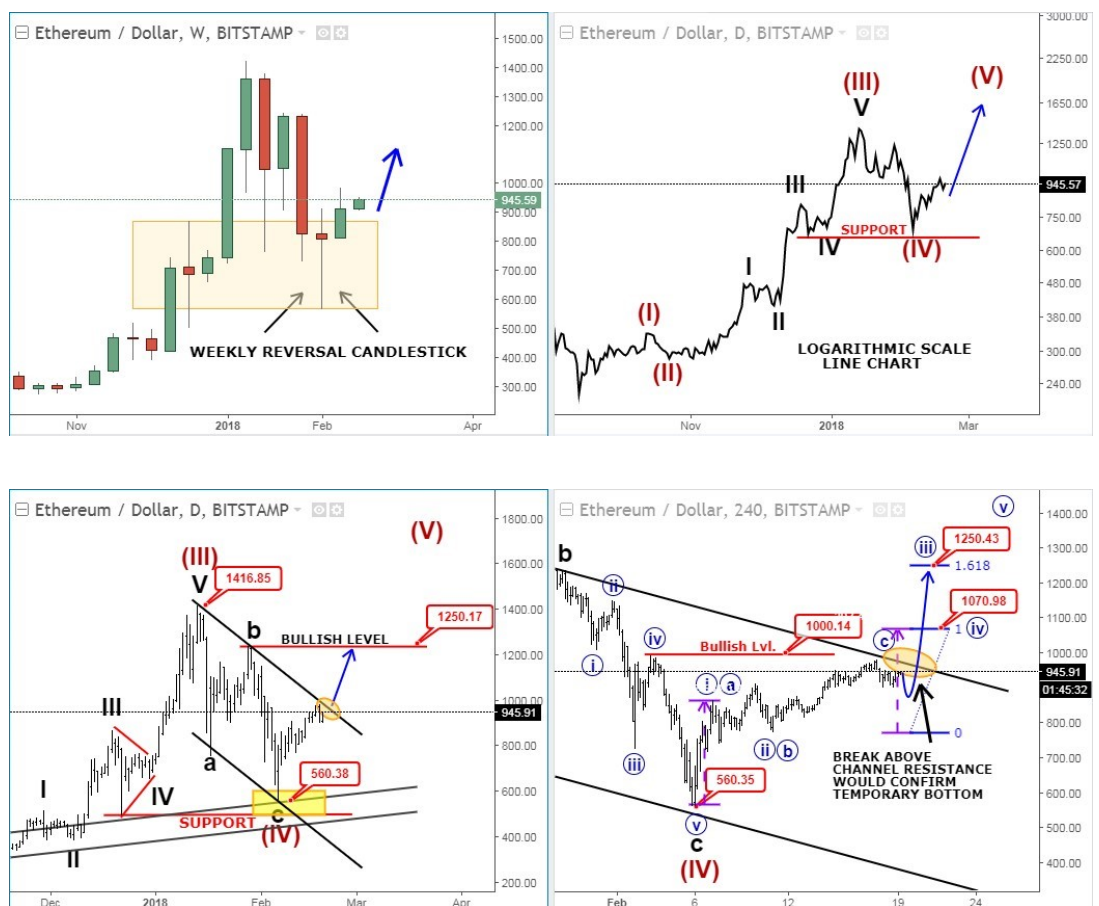 Ethereum / Dollar, W, BITSTAMP
1500.00
1400.00
1300.00
1200.00
1000.00
945.59
900.00
800.00
700.00
600.00
500.00
400.00
300.00
WEEKLY REVERSAL CANDLESTICK
Nov
2018
Feb
Apr
Ethereum / Dollar, D, BITSTAMP
3000.00
2250.00
1650.00
1250.00
945.57
750.00
600.00
480.00
380.00
300.00
240.00
(III)
V
(V)
III
SUPPORT
IV
(IV)
I
II
(I)
(II)
LOGARITHMIC SCALE
LINE CHART
Nov
2018
Mar
Ethereum / Dollar, D, BITSTAMP
1800.00
1600.00
1400.00
1200.00
945.91
750.00
600.00
400.00
200.00
(V)
(III)
V
1416.85
1250.17
b
BULLISH LEVEL
III
a
IV
I
II
560.38
SUPPORT
c
(IV)
Dec
2018
Feb
Mar
Apr
Ethereum / Dollar, 240, BITSTAMP
1400.00
1300.00
1200.00
1100.00
1000.00
945.91
01:45:32
800.00
700.00
600.00
500.00
400.00
v
iii
1250.43
1.618
1070.98
1
iv
b
ii
1000.14
Bullish Lvl.
iv
c
i
i
a
iii
ii
b
0
560.35
v
c
(IV)
BREAK ABOVE
CHANNEL RESISTANCE
WOULD CONFIRM
TEMPORARY BOTTOM
Feb
6
12
19
24